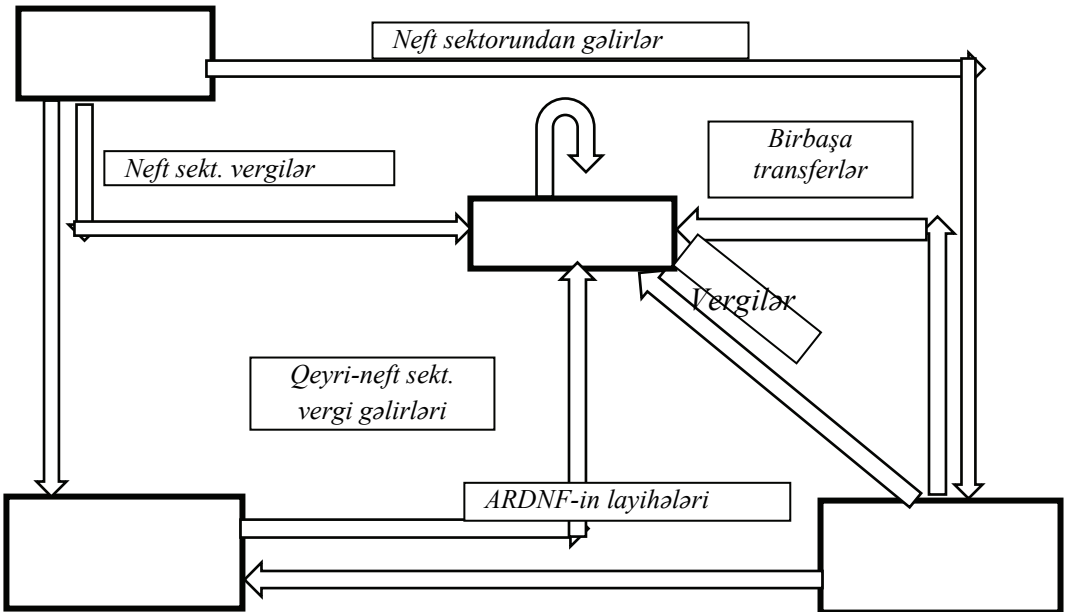 Neft sektorundan gəlirlər
Birbaşa
transferlər
Neft sekt. vergilər
Vergilər
Qeyri-neft sekt.
vergi gəlirləri
ARDNF-in layihələri